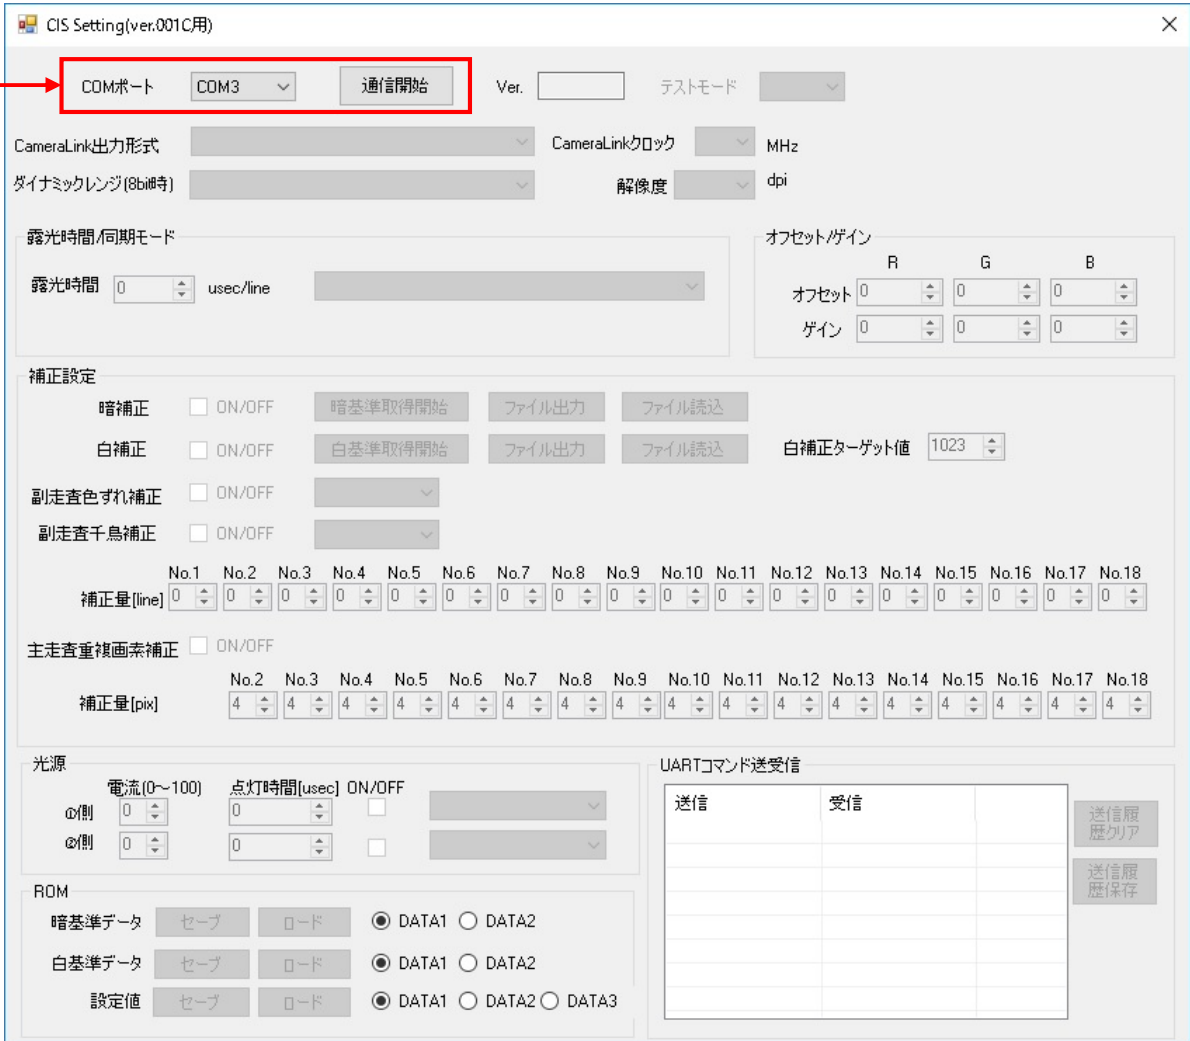 CIS Setting(ver.001C用)
COMポート COM3 通信開始 Ver. テストモード
CameraLink出力形式 CameraLinkクロック MHz
ダイナミックレンジ(8bit時) 解像度 dpi
露光時間/同期モード オフセット/ゲイン
R G B
露光時間 0 usec/line オフセット 0 0 0
ゲイン 0 0 0
補正設定
暗補正 ON/OFF 暗基準取得開始 ファイル出力 ファイル読込
白補正 ON/OFF 白基準取得開始 ファイル出力 ファイル読込 白補正ターゲット値 1023
副走査色ずれ補正 ON/OFF
副走査千鳥補正 ON/OFF
No.1 No.2 No.3 No.4 No.5 No.6 No.7 No.8 No.9 No.10 No.11 No.12 No.13 No.14 No.15 No.16 No.17 No.18
補正量[line] 0 0 0 0 0 0 0 0 0 0 0 0 0 0 0 0 0 0
主走査重複画素補正 ON/OFF
No.2 No.3 No.4 No.5 No.6 No.7 No.8 No.9 No.10 No.11 No.12 No.13 No.14 No.15 No.16 No.17 No.18
補正量[pix] 4 4 4 4 4 4 4 4 4 4 4 4 4 4 4 4 4
光源 UARTコマンド送受信
電流(0～100) 点灯時間[usec] ON/OFF 送信 受信
①側 0 0 送信履歴クリア
②側 0 0 送信履歴保存
ROM
暗基準データ セーブ ロード DATA1 DATA2
白基準データ セーブ ロード DATA1 DATA2
設定値 セーブ ロード DATA1 DATA2 DATA3